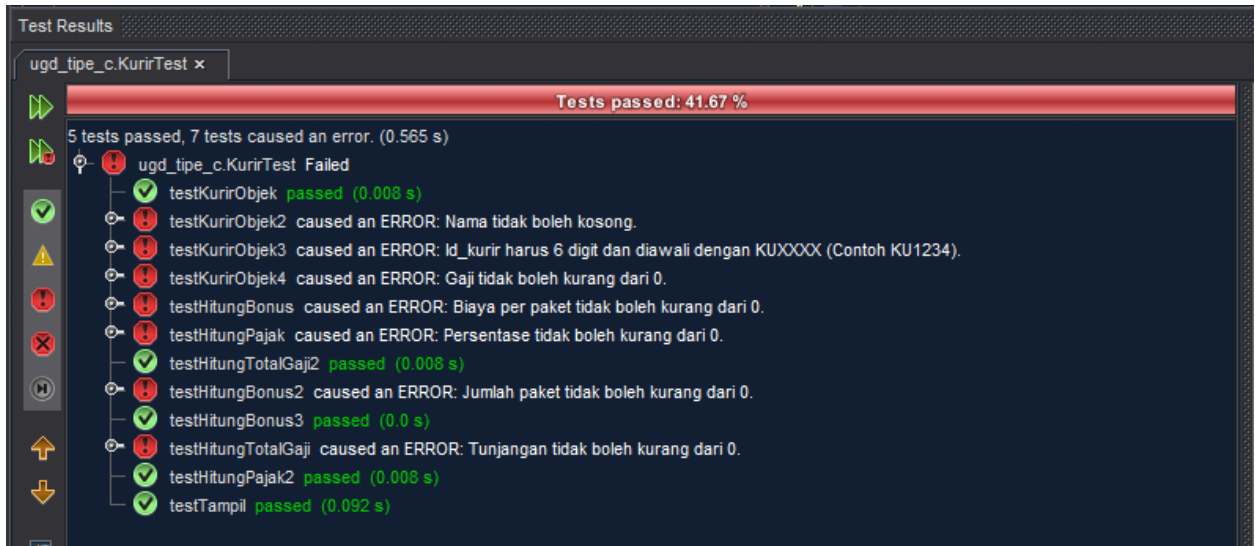 Test Results
ugd_tipe_c.KurirTest ×
Tests passed: 41.67 %
5 tests passed, 7 tests caused an error. (0.565 s)
ugd_tipe_c.KurirTest Failed
testKurirObjek passed (0.008 s)
testKurirObjek2 caused an ERROR: Nama tidak boleh kosong.
testKurirObjek3 caused an ERROR: Id_kurir harus 6 digit dan diawali dengan KUXXXX (Contoh KU1234).
testKurirObjek4 caused an ERROR: Gaji tidak boleh kurang dari 0.
testHitungBonus caused an ERROR: Biaya per paket tidak boleh kurang dari 0.
testHitungPajak caused an ERROR: Persentase tidak boleh kurang dari 0.
testHitungTotalGaji2 passed (0.008 s)
testHitungBonus2 caused an ERROR: Jumlah paket tidak boleh kurang dari 0.
testHitungBonus3 passed (0.0 s)
testHitungTotalGaji caused an ERROR: Tunjangan tidak boleh kurang dari 0.
testHitungPajak2 passed (0.008 s)
testTampil passed (0.092 s)